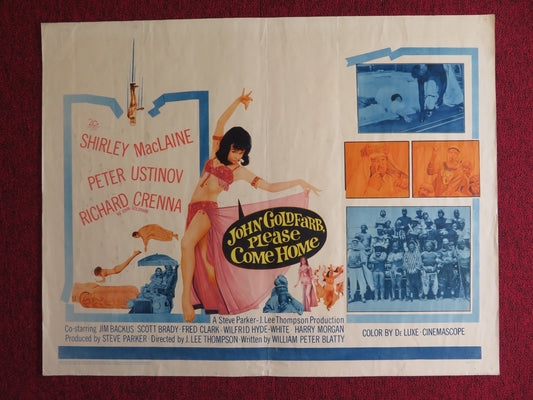 SHIRLEY MacLAINE
PETER USTINOV
RICHARD CRENNA
JOHN GOLDFARB,
PLEASE
COME HOME
A Steve Parker-J. Lee Thompson Production
Co-starring JIM BACKUS · SCOTT BRADY · FRED CLARK · WILFRID HYDE-WHITE · HARRY MORGAN
Produced by STEVE PARKER · Directed by J. LEE THOMPSON · Written by WILLIAM PETER BLATTY
COLOR BY DE LUXE · CINEMASCOPE